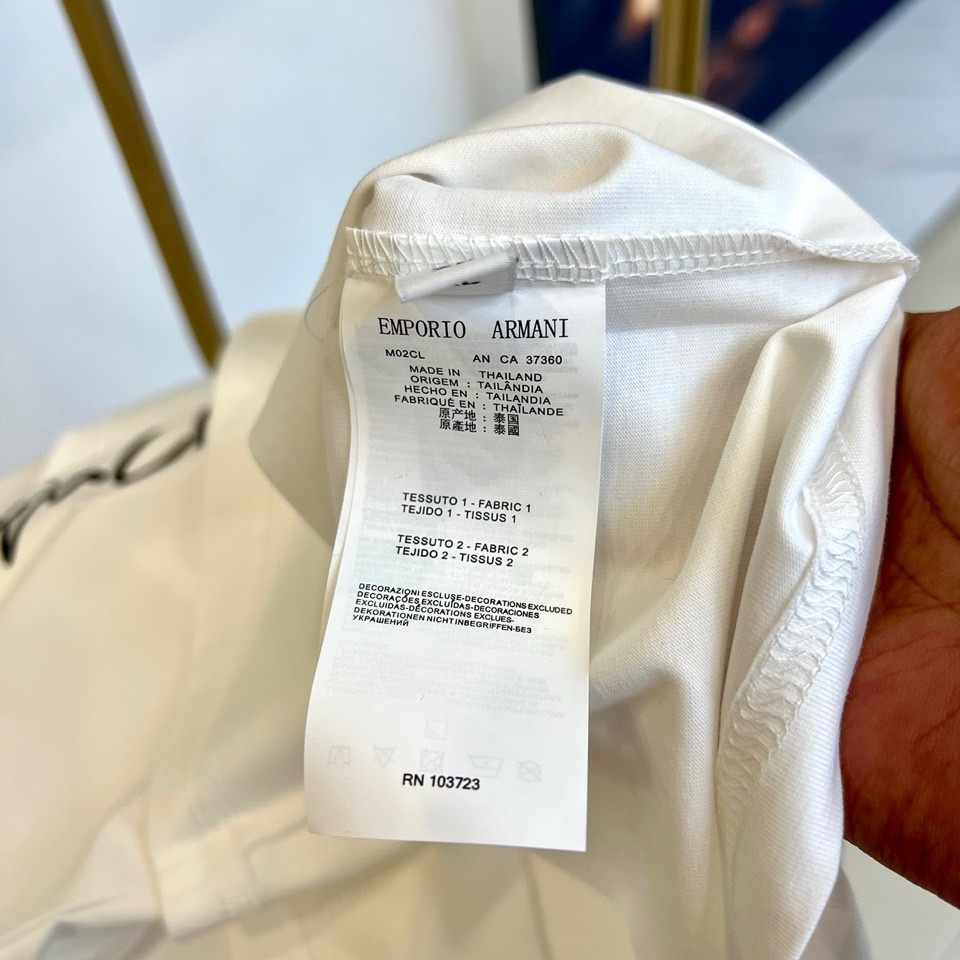 EMPORIO ARMANI
M02CL AN CA 37360
MADE IN THAILAND
ORIGEM : TAILÂNDIA
HECHO EN : TAILANDIA
FABRIQUÉ EN : THAÏLANDE
原产地 : 泰国
原產地 : 泰國
TESSUTO 1 - FABRIC 1
TEJIDO 1 - TISSUS 1
TESSUTO 2 - FABRIC 2
TEJIDO 2 - TISSUS 2
DECORAZIONI ESCLUSE-DECORATIONS EXCLUDED
DECORAÇÕES EXCLUÍDAS-DECORACIONES
EXCLUIDAS-DÉCORATIONS EXCLUES-
DEKORATIONEN NICHT INBEGRIFFEN-БЕЗ
УКРАШЕНИЙ
RN 103723